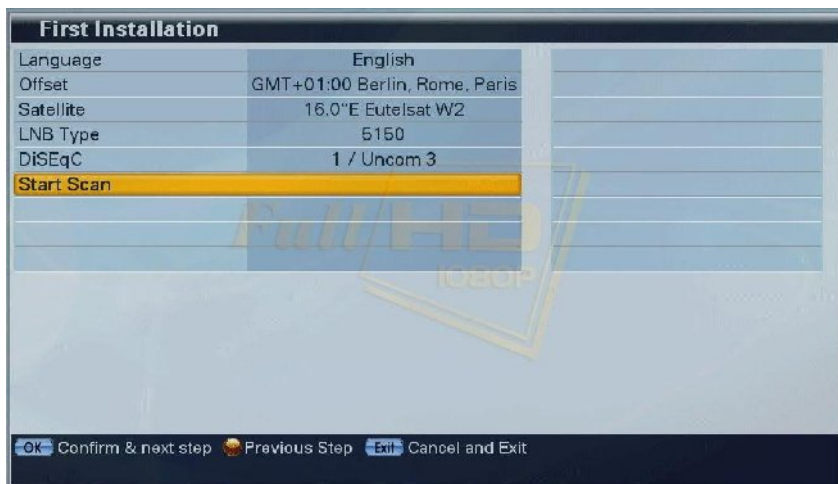 First Installation
Language English
Offset GMT+01:00 Berlin, Rome, Paris
Satellite 16.0"E Eutelsat W2
LNB Type 5150
DiSEqC 1 / Uncom 3
Start Scan
Full HD
1080P
OK Confirm & next step Previous Step Exit Cancel and Exit